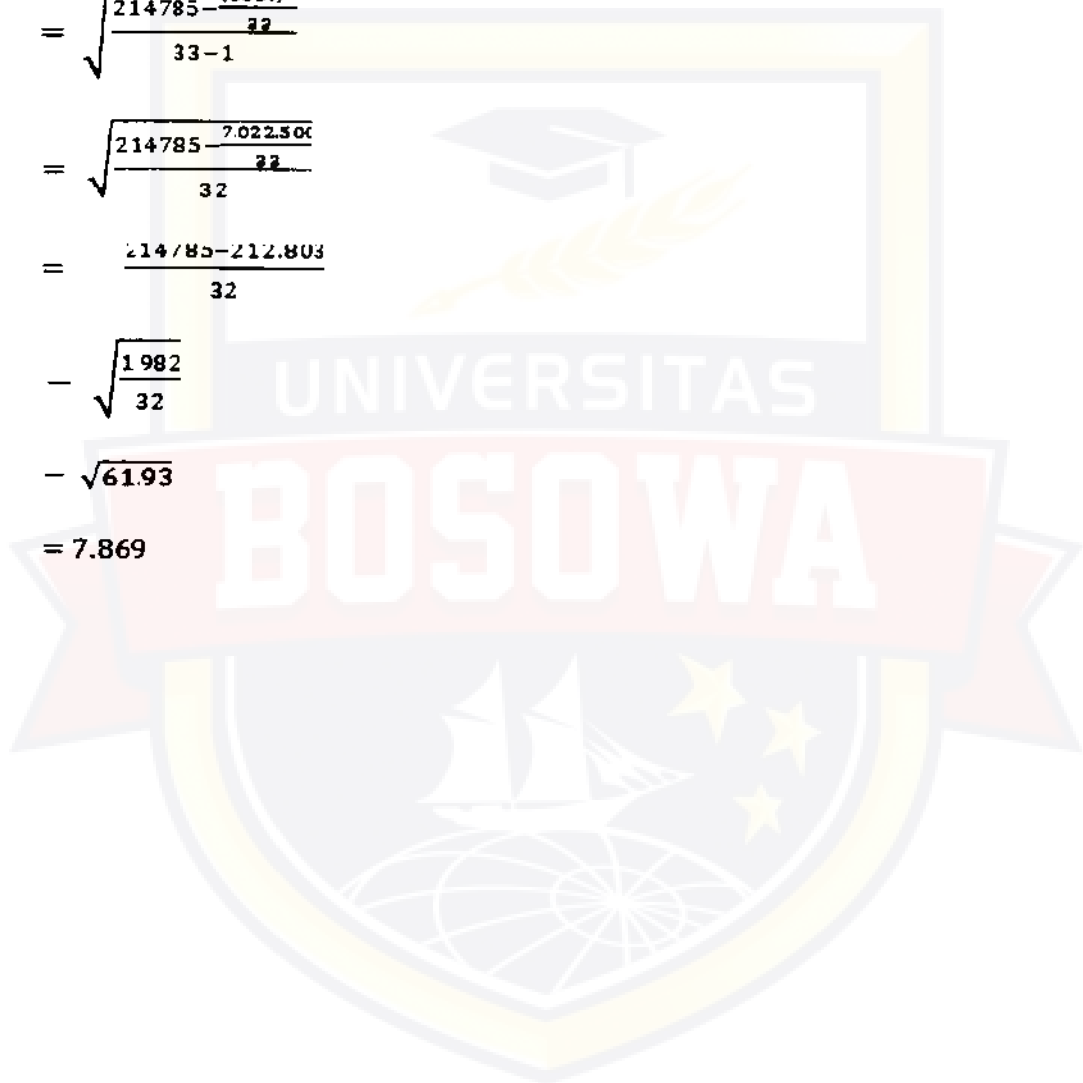 = √ 214785−
33
33−1
= √ 214785− 7.022.500
33
32
= 214785−212.803
32
− √ 1 982
32
− √61.93
= 7.869
UNIVERSITAS
BOSOWA